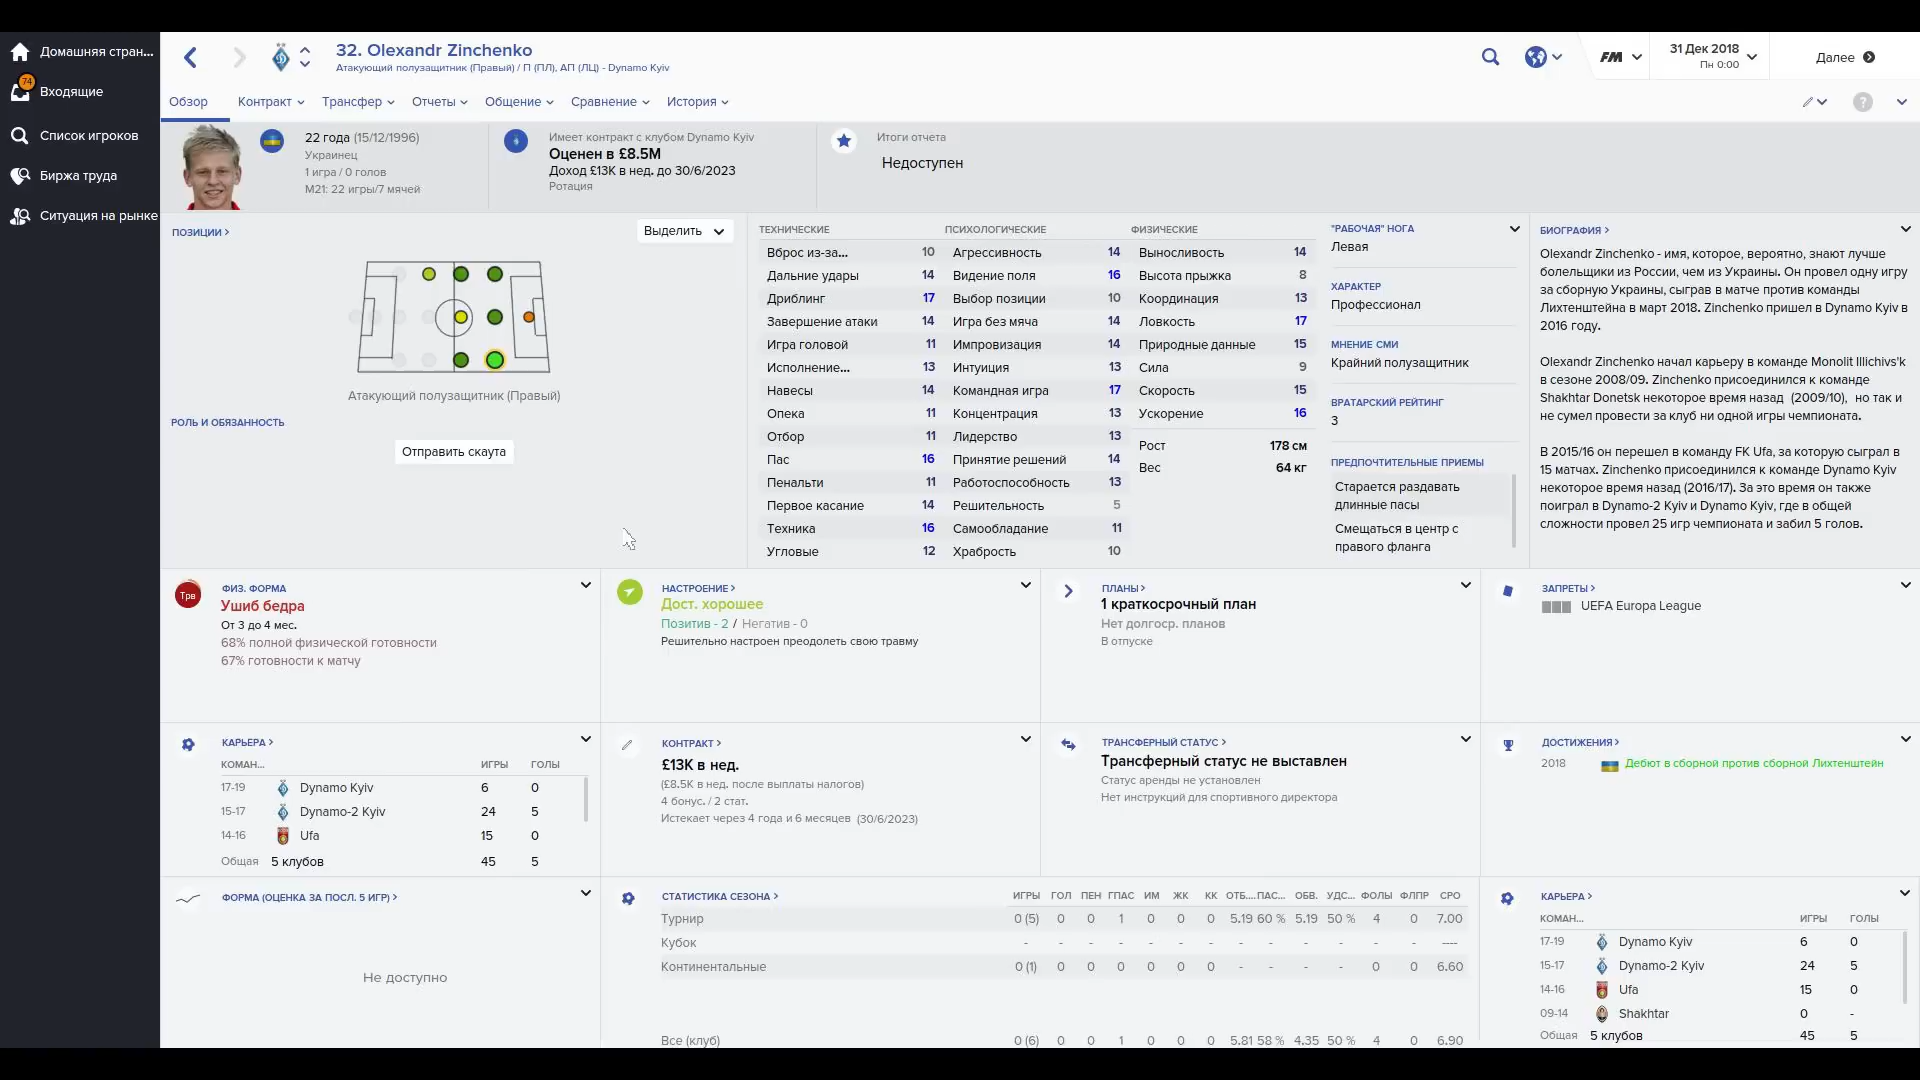 Домашняя стран...
74
Входящие
Список игроков
Биржа труда
Ситуация на рынке
32. Olexandr Zinchenko
Атакующий полузащитник (Правый) / П (ПЛ), АП (ЛЦ) - Dynamo Kyiv
FM
31 Дек 2018
Пн 0:00
Далее
Обзор
Контракт
Трансфер
Отчеты
Общение
Сравнение
История
?
22 года (15/12/1996)
Украинец
1 игра / 0 голов
М21: 22 игры/7 мячей
Имеет контракт с клубом Dynamo Kyiv
Оценен в £8.5M
Доход £13K в нед. до 30/6/2023
Ротация
Итоги отчета
Недоступен
ПОЗИЦИИ >
Выделить
Атакующий полузащитник (Правый)
РОЛЬ И ОБЯЗАННОСТЬ
Отправить скаута
ТЕХНИЧЕСКИЕ
Вброс из-за... 10
Дальние удары 14
Дриблинг 17
Завершение атаки 14
Игра головой 11
Исполнение... 13
Навесы 14
Опека 11
Отбор 11
Пас 16
Пенальти 11
Первое касание 14
Техника 16
Угловые 12
ПСИХОЛОГИЧЕСКИЕ
Агрессивность 14
Видение поля 16
Выбор позиции 10
Игра без мяча 14
Импровизация 14
Интуиция 13
Командная игра 17
Концентрация 13
Лидерство 13
Принятие решений 14
Работоспособность 13
Решительность 5
Самообладание 11
Храбрость 10
ФИЗИЧЕСКИЕ
Выносливость 14
Высота прыжка 8
Координация 13
Ловкость 17
Природные данные 15
Сила 9
Скорость 15
Ускорение 16
Рост 178 см
Вес 64 кг
"РАБОЧАЯ" НОГА
Левая
ХАРАКТЕР
Профессионал
МНЕНИЕ СМИ
Крайний полузащитник
ВРАТАРСКИЙ РЕЙТИНГ
3
ПРЕДПОЧТИТЕЛЬНЫЕ ПРИЕМЫ
Старается раздавать
длинные пасы
Смещаться в центр с
правого фланга
БИОГРАФИЯ >
Olexandr Zinchenko - имя, которое, вероятно, знают лучше
болельщики из России, чем из Украины. Он провел одну игру
за сборную Украины, сыграв в матче против команды
Лихтенштейна в март 2018. Zinchenko пришел в Dynamo Kyiv в
2016 году.
Olexandr Zinchenko начал карьеру в команде Monolit Illichivs'k
в сезоне 2008/09. Zinchenko присоединился к команде
Shakhtar Donetsk некоторое время назад (2009/10), но так и
не сумел провести за клуб ни одной игры чемпионата.
В 2015/16 он перешел в команду FK Ufa, за которую сыграл в
15 матчах. Zinchenko присоединился к команде Dynamo Kyiv
некоторое время назад (2016/17). За это время он также
поиграл в Dynamo-2 Kyiv и Dynamo Kyiv, где в общей
сложности провел 25 игр чемпионата и забил 5 голов.
Трв
ФИЗ. ФОРМА
Ушиб бедра
От 3 до 4 мес.
68% полной физической готовности
67% готовности к матчу
НАСТРОЕНИЕ >
Дост. хорошее
Позитив - 2 / Негатив - 0
Решительно настроен преодолеть свою травму
ПЛАНЫ >
1 краткосрочный план
Нет долгоср. планов
В отпуске
ЗАПРЕТЫ >
UEFA Europa League
КАРЬЕРА >
КОМАН... ИГРЫ ГОЛЫ
17-19 Dynamo Kyiv 6 0
15-17 Dynamo-2 Kyiv 24 5
14-16 Ufa 15 0
Общая 5 клубов 45 5
КОНТРАКТ >
£13K в нед.
(£8.5K в нед. после выплаты налогов)
4 бонус. / 2 стат.
Истекает через 4 года и 6 месяцев (30/6/2023)
ТРАНСФЕРНЫЙ СТАТУС >
Трансферный статус не выставлен
Статус аренды не установлен
Нет инструкций для спортивного директора
ДОСТИЖЕНИЯ >
2018 Дебют в сборной против сборной Лихтенштейн
ФОРМА (ОЦЕНКА ЗА ПОСЛ. 5 ИГР) >
Не доступно
СТАТИСТИКА СЕЗОНА > ИГРЫ ГОЛ ПЕН ГПАС ИМ ЖК КК ОТБ.... ПАС... ОБВ. УДС... ФОЛЫ ФЛПР СРО
Турнир 0 (5) 0 0 1 0 0 0 5.19 60 % 5.19 50 % 4 0 7.00
Кубок - - - - - - - - - - - - - ----
Континентальные 0 (1) 0 0 0 0 0 0 - - - - 0 0 6.60
Все (клуб) 0 (6) 0 0 1 0 0 0 5.81 58 % 4.35 50 % 4 0 6.90
КАРЬЕРА >
КОМАН... ИГРЫ ГОЛЫ
17-19 Dynamo Kyiv 6 0
15-17 Dynamo-2 Kyiv 24 5
14-16 Ufa 15 0
09-14 Shakhtar 0 -
Общая 5 клубов 45 5